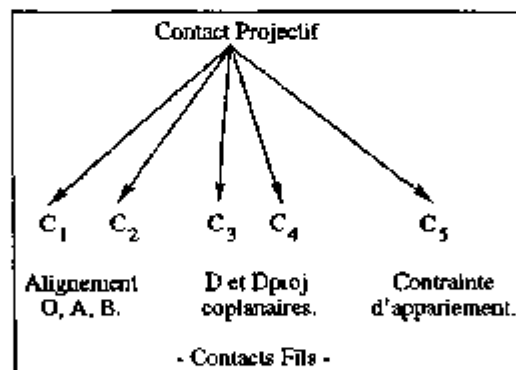 Contact Projectif
C1 C2 C3 C4 C5
Alignement D et Dproj Contrainte
O, A, B. coplanaires. d'appariement.
- Contacts Fils -